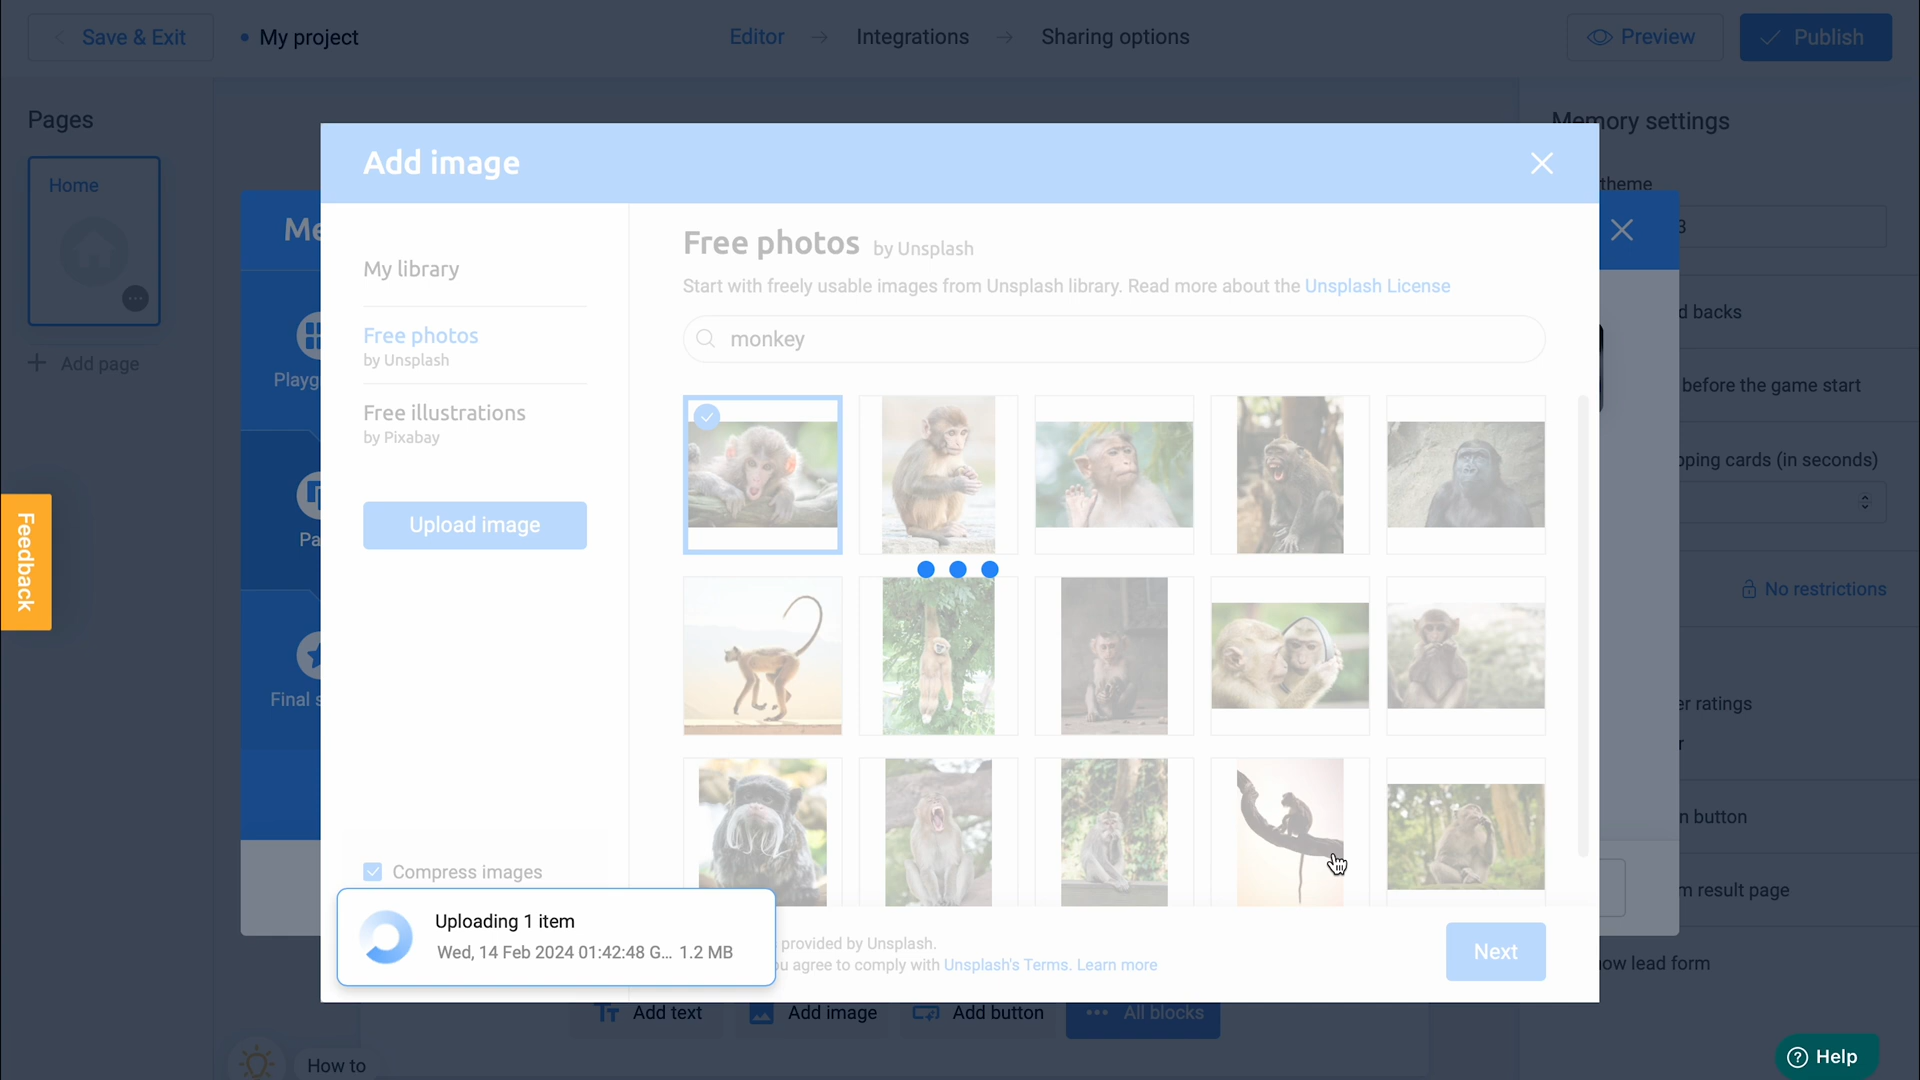 Save & Exit
My project
Editor
Integrations
Sharing options
Preview
Publish
Pages
Home
Add page
Feedback
Add image
My library
Free photos
by Unsplash
Free illustrations
by Pixabay
Upload image
Compress images
Free photos by Unsplash
Start with freely usable images from Unsplash library. Read more about the Unsplash License
monkey
provided by Unsplash.
agree to comply with Unsplash's Terms. Learn more
Next
Uploading 1 item
Wed, 14 Feb 2024 01:42:48 G... 1.2 MB
Memory settings
theme
3
backs
before the game start
cards (in seconds)
No restrictions
ratings
button
result page
lead form
Final
Add text
Add image
Add button
All blocks
How to
Help